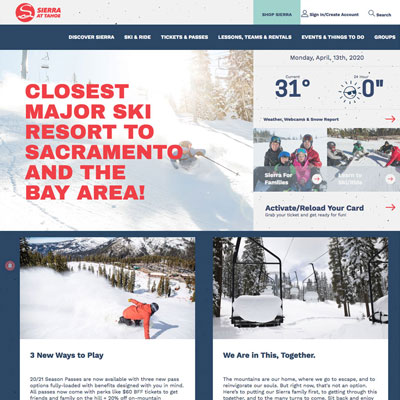 SIERRA
AT TAHOE
SHOP SIERRA
Sign In/Create Account
Search
DISCOVER SIERRA
SKI & RIDE
TICKETS & PASSES
LESSONS, TEAMS & RENTALS
EVENTS & THINGS TO DO
GROUPS
CLOSEST
MAJOR SKI
RESORT TO
SACRAMENTO
AND THE
BAY AREA!
Monday, April, 13th, 2020
Current
31°
24 Hour
0"
Weather, Webcams & Snow Report
Sierra For
Families
Learn to
Ski/Ride
Activate/Reload Your Card
Grab your ticket and get ready for fun!
3 New Ways to Play
20/21 Season Passes are now available with three new pass
options fully-loaded with benefits designed with you in mind.
All passes now come with perks like $60 BFF tickets to get
friends and family on the hill + 20% off on-mountain
We Are in This, Together.
The mountains are our home, where we go to escape, and to
reinvigorate our souls. But right now, that's not an option.
Here's to putting our Sierra family first, to getting through this
together, and to the many turns to come. Sit back and enjoy